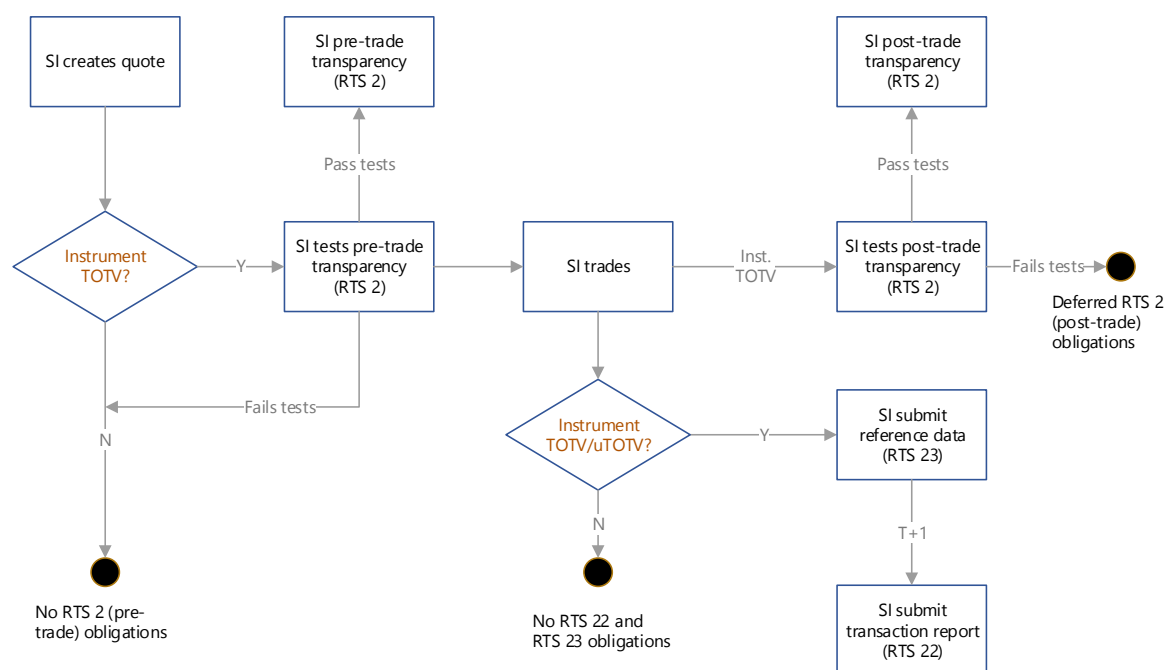 SI creates quote
SI pre-trade
transparency
(RTS 2)
SI post-trade
transparency
(RTS 2)
Pass tests
Pass tests
Instrument
TOTV?
Y
SI tests pre-trade
transparency
(RTS 2)
SI trades
Inst.
TOTV
SI tests post-trade
transparency
(RTS 2)
Fails tests
Deferred RTS 2
(post-trade)
obligations
Fails tests
N
Instrument
TOTV/uTOTV?
Y
SI submit
reference data
(RTS 23)
N
T+1
No RTS 2 (pre-
trade) obligations
No RTS 22 and
RTS 23 obligations
SI submit
transaction report
(RTS 22)